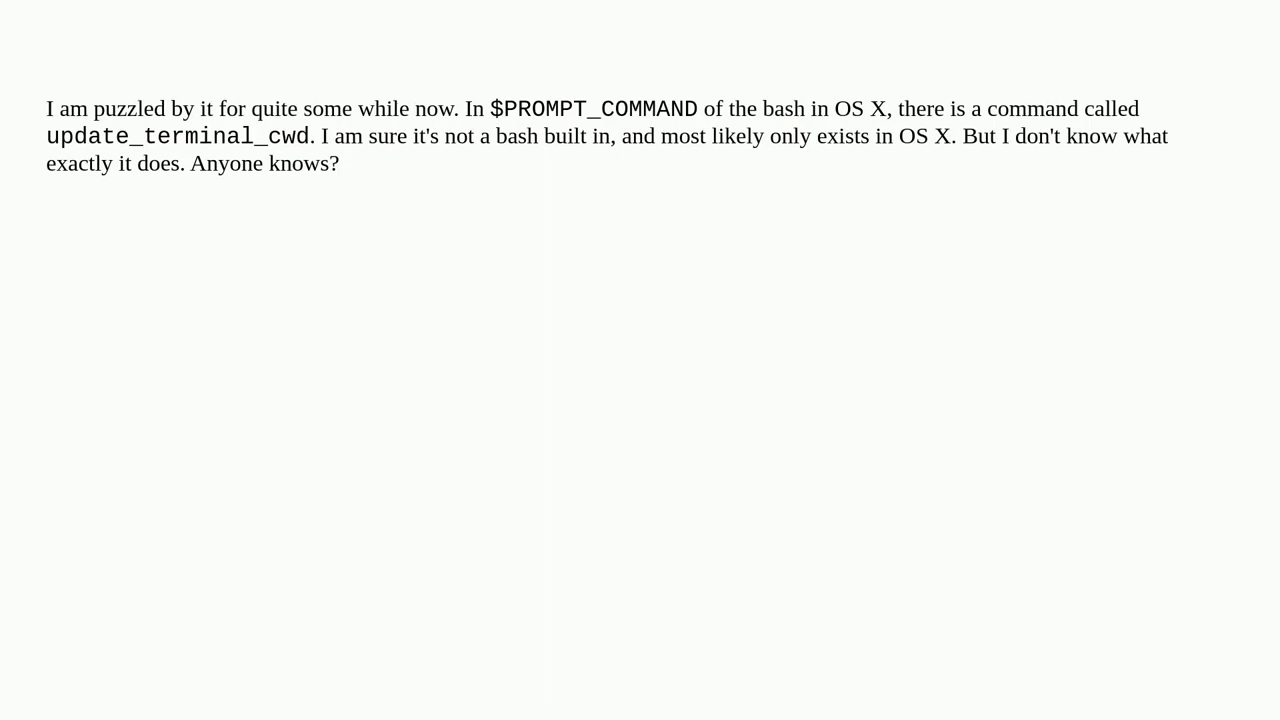 I am puzzled by it for quite some while now. In $PROMPT_COMMAND of the bash in OS X, there is a command called
update_terminal_cwd. I am sure it's not a bash built in, and most likely only exists in OS X. But I don't know what
exactly it does. Anyone knows?